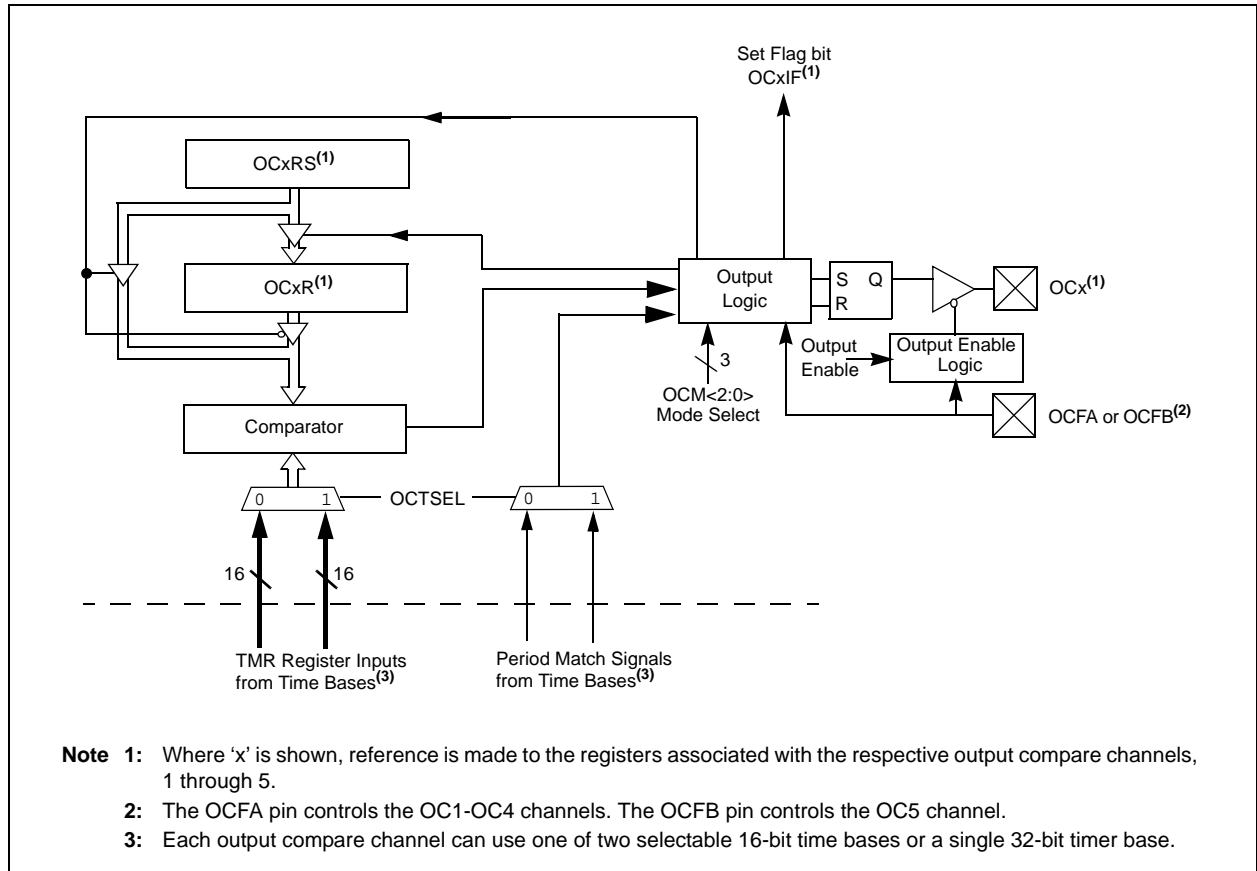 Set Flag bit
OCxIF(1)
OCxRS(1)
OCxR(1)
Output
Logic
S Q
R
OCx(1)
Output
Enable
Output Enable
Logic
3
OCM<2:0>
Mode Select
OCFA or OCFB(2)
Comparator
0 1
OCTSEL
0 1
16
16
TMR Register Inputs
from Time Bases(3)
Period Match Signals
from Time Bases(3)
Note 1: Where ‘x’ is shown, reference is made to the registers associated with the respective output compare channels,
1 through 5.
2: The OCFA pin controls the OC1-OC4 channels. The OCFB pin controls the OC5 channel.
3: Each output compare channel can use one of two selectable 16-bit time bases or a single 32-bit timer base.